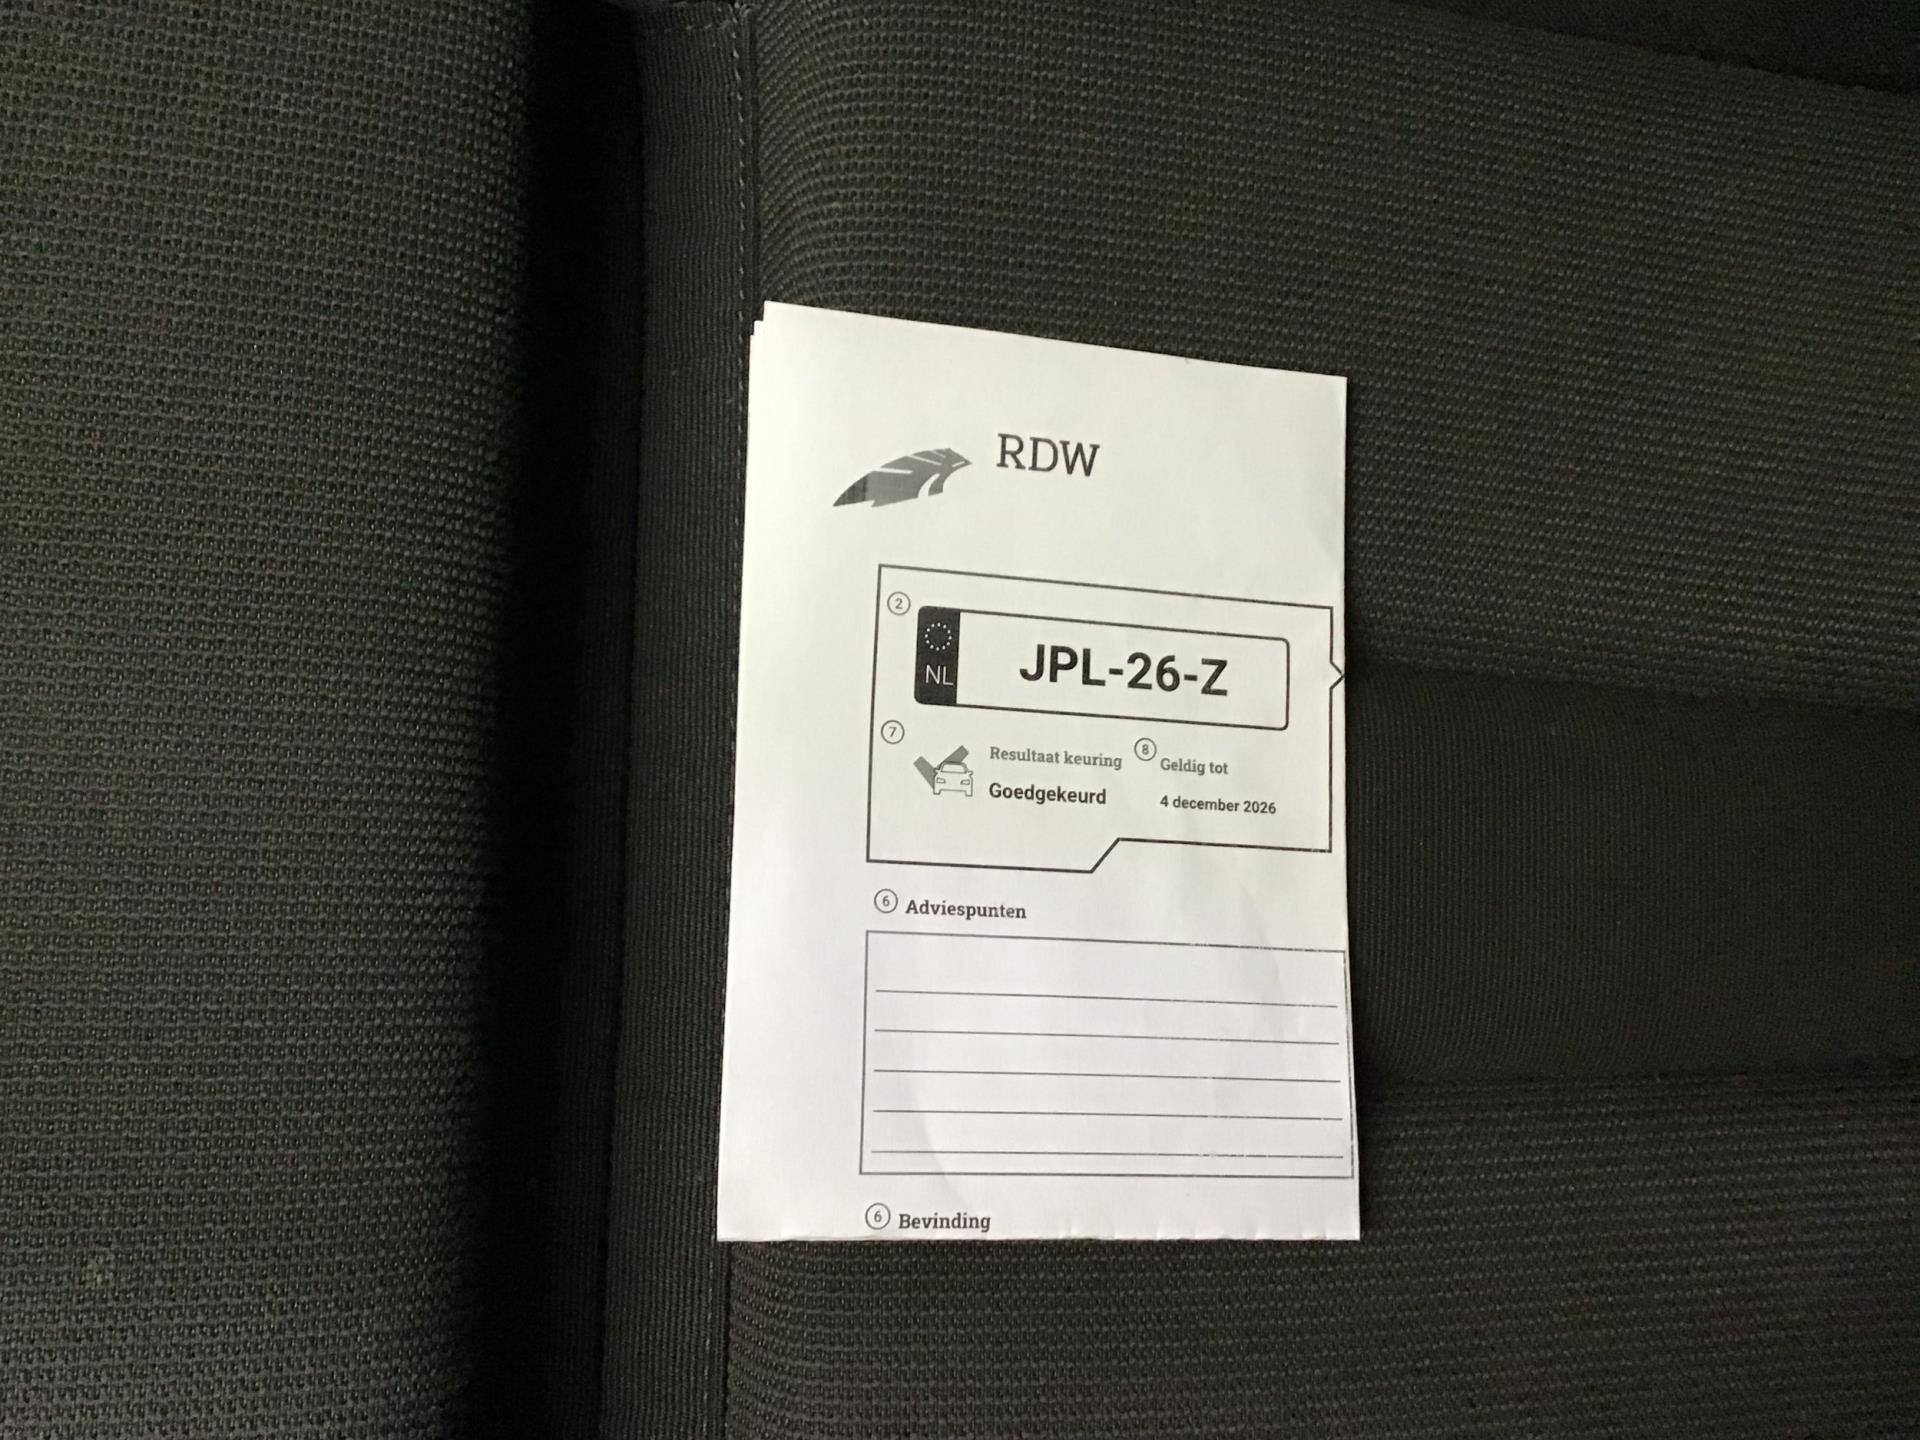 RDW
2
NL JPL-26-Z
7 Resultaat keuring 8 Geldig tot
Goedgekeurd 4 december 2026
6 Adviespunten
6 Bevinding